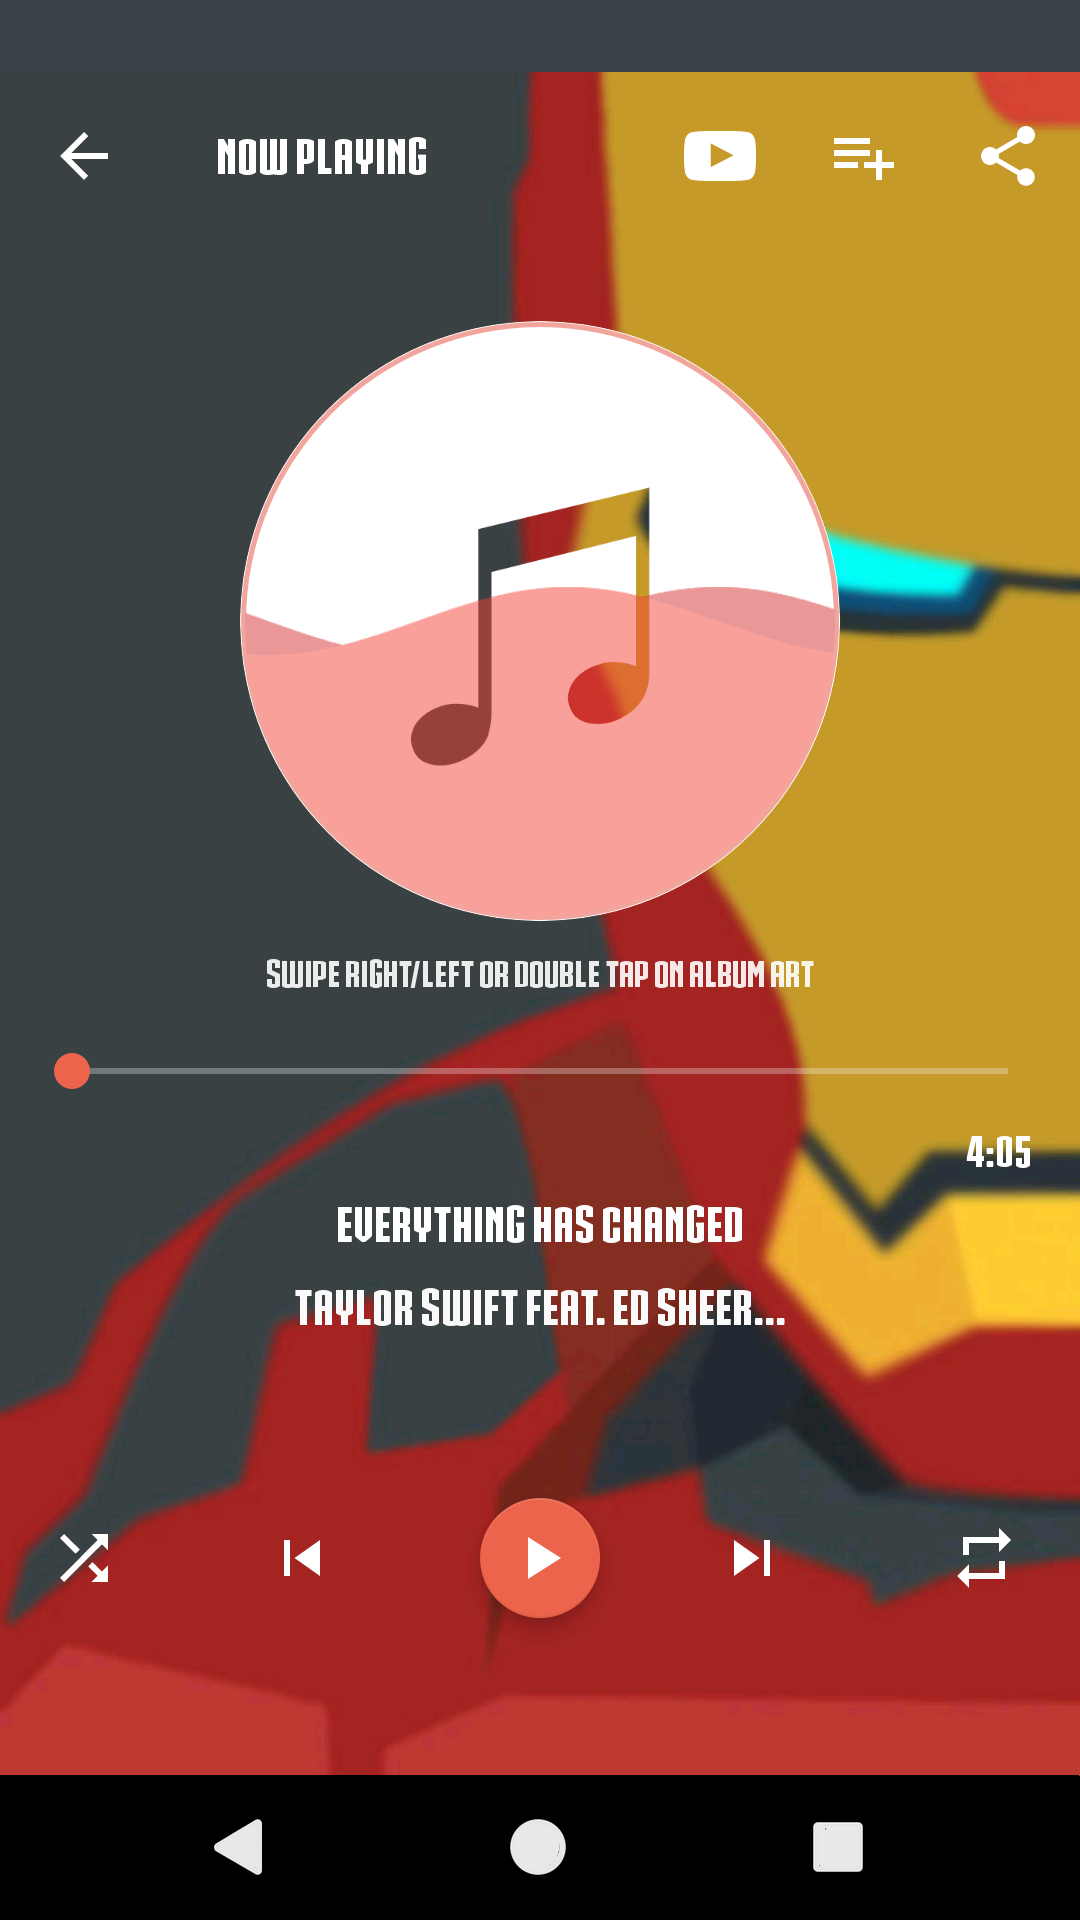 NOW PLAYING
SWIPE RIGHT/LEFT OR DOUBLE TAP ON ALBUM ART
4:05
EVERYTHING HAS CHANGED
TAYLOR SWIFT FEAT. ED SHEER...